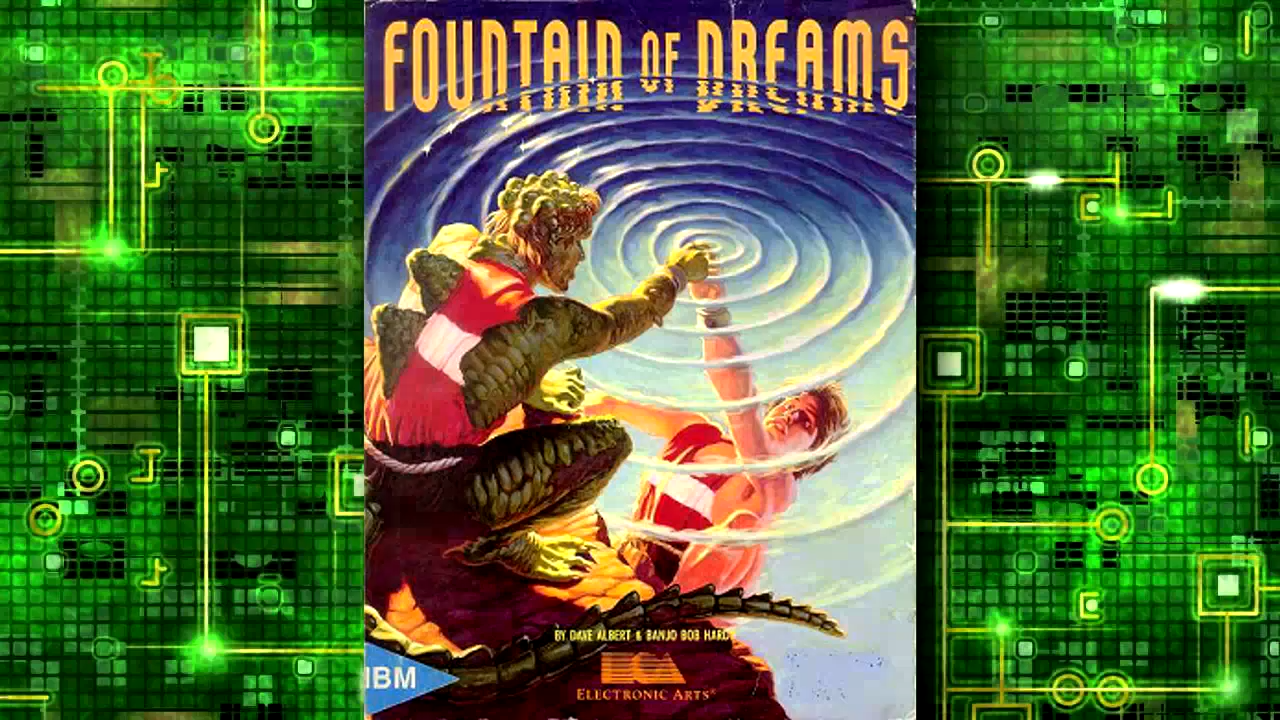 FOUNTAIN OF DREAMS
BY DAVE ALBERT & BANJO BOB HARDY
IBM
ELECTRONIC ARTS®